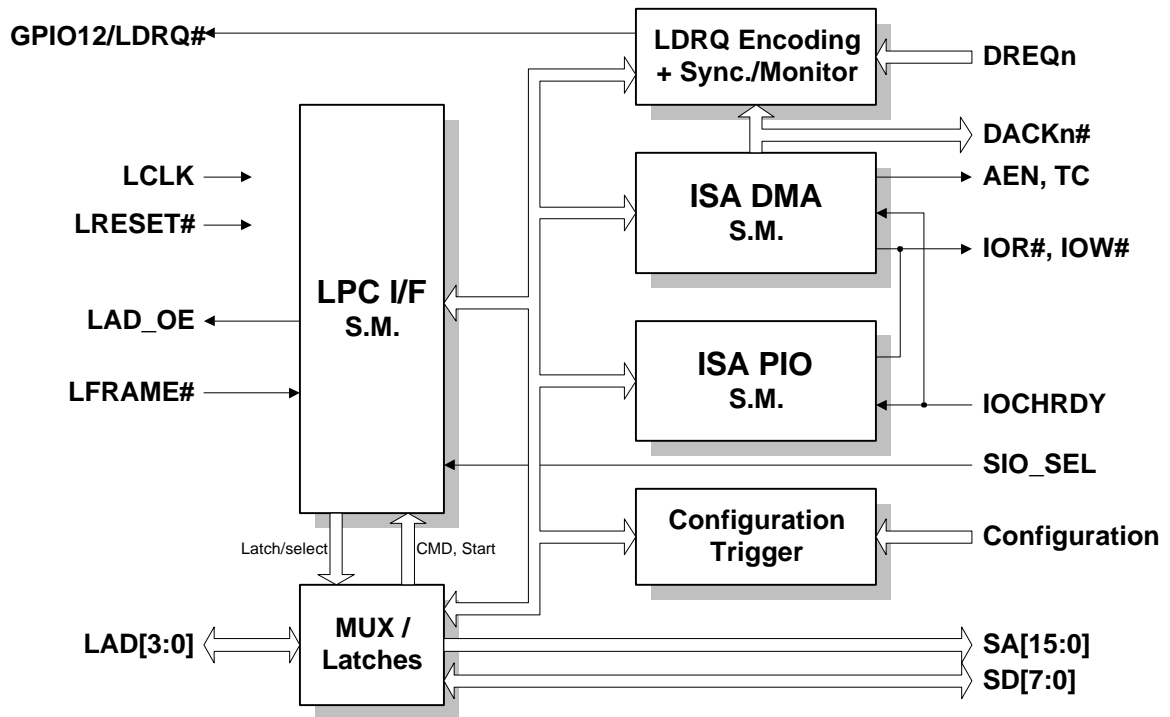 GPIO12/LDRQ#
LDRQ Encoding
+ Sync./Monitor
DREQn
DACKn#
LCLK
ISA DMA
S.M.
AEN, TC
LRESET#
IOR#, IOW#
LPC I/F
S.M.
LAD_OE
ISA PIO
S.M.
LFRAME#
IOCHRDY
SIO_SEL
Configuration
Trigger
Configuration
Latch/select
CMD, Start
MUX /
Latches
LAD[3:0]
SA[15:0]
SD[7:0]